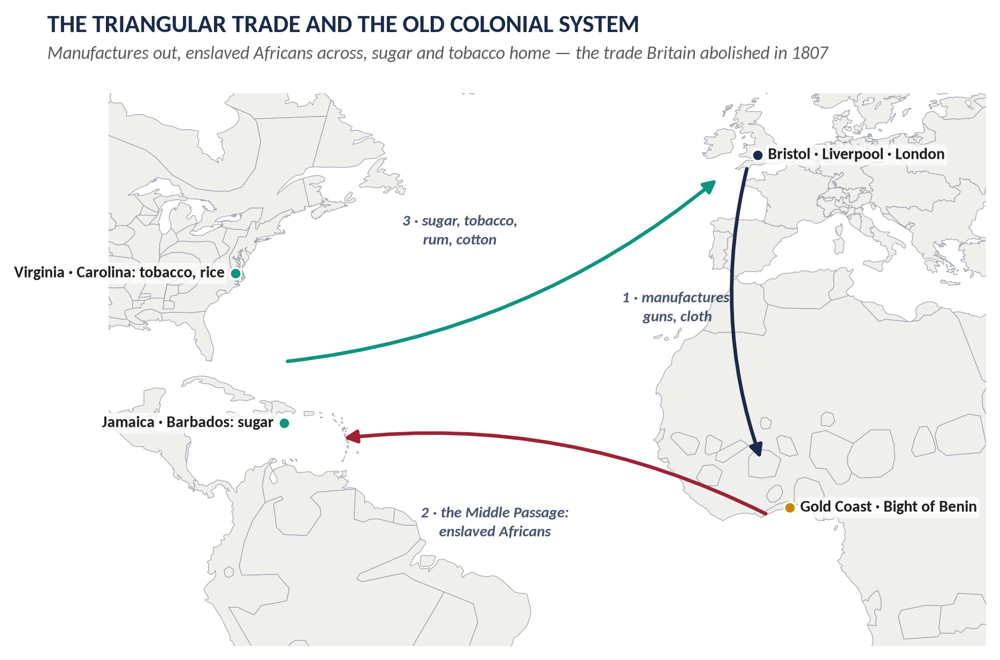 THE TRIANGULAR TRADE AND THE OLD COLONIAL SYSTEM
Manufactures out, enslaved Africans across, sugar and tobacco home — the trade Britain abolished in 1807
Bristol · Liverpool · London
3 · sugar, tobacco,
rum, cotton
Virginia · Carolina: tobacco, rice
1 · manufactures
guns, cloth
Jamaica · Barbados: sugar
Gold Coast · Bight of Benin
2 · the Middle Passage:
enslaved Africans